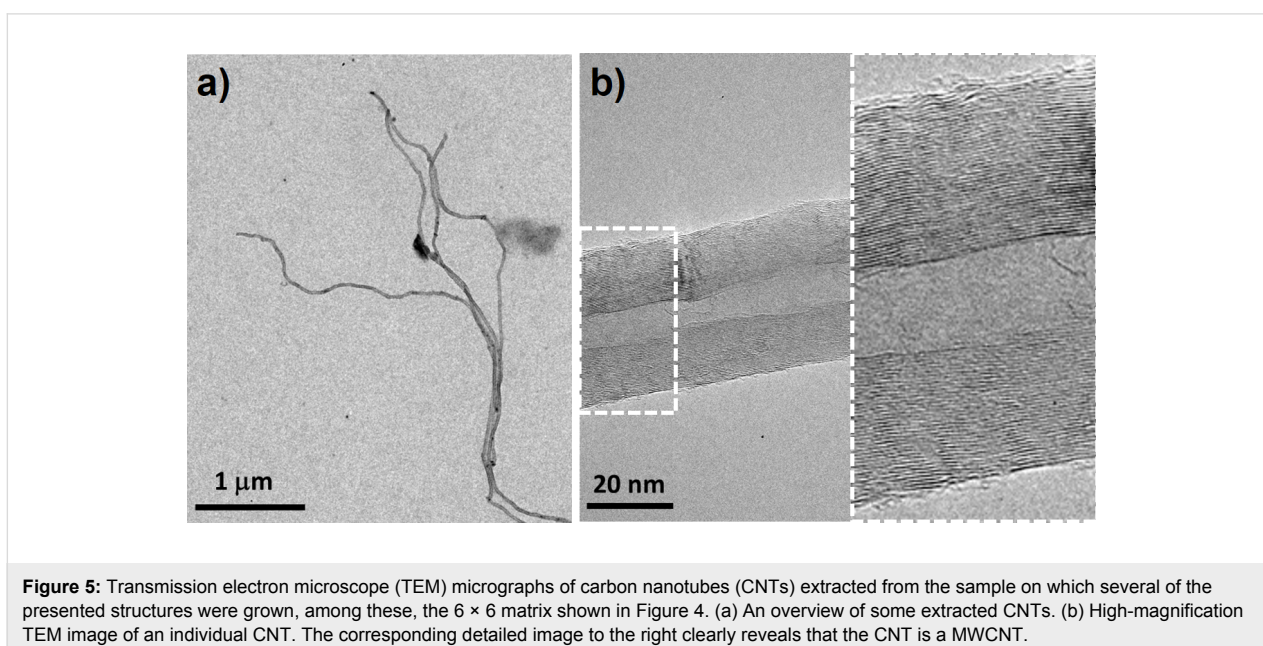 a)
b)
1 μm
20 nm
Figure 5: Transmission electron microscope (TEM) micrographs of carbon nanotubes (CNTs) extracted from the sample on which several of the
presented structures were grown, among these, the 6 × 6 matrix shown in Figure 4. (a) An overview of some extracted CNTs. (b) High-magnification
TEM image of an individual CNT. The corresponding detailed image to the right clearly reveals that the CNT is a MWCNT.